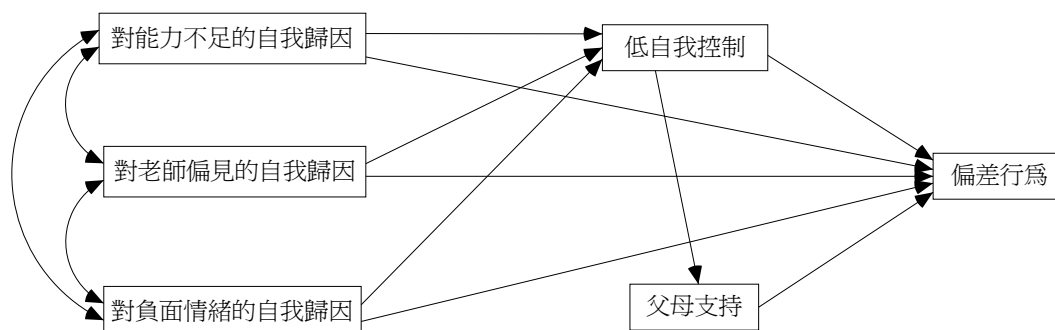 對能力不足的自我歸因
低自我控制
對老師偏見的自我歸因
偏差行爲
對負面情緒的自我歸因
父母支持